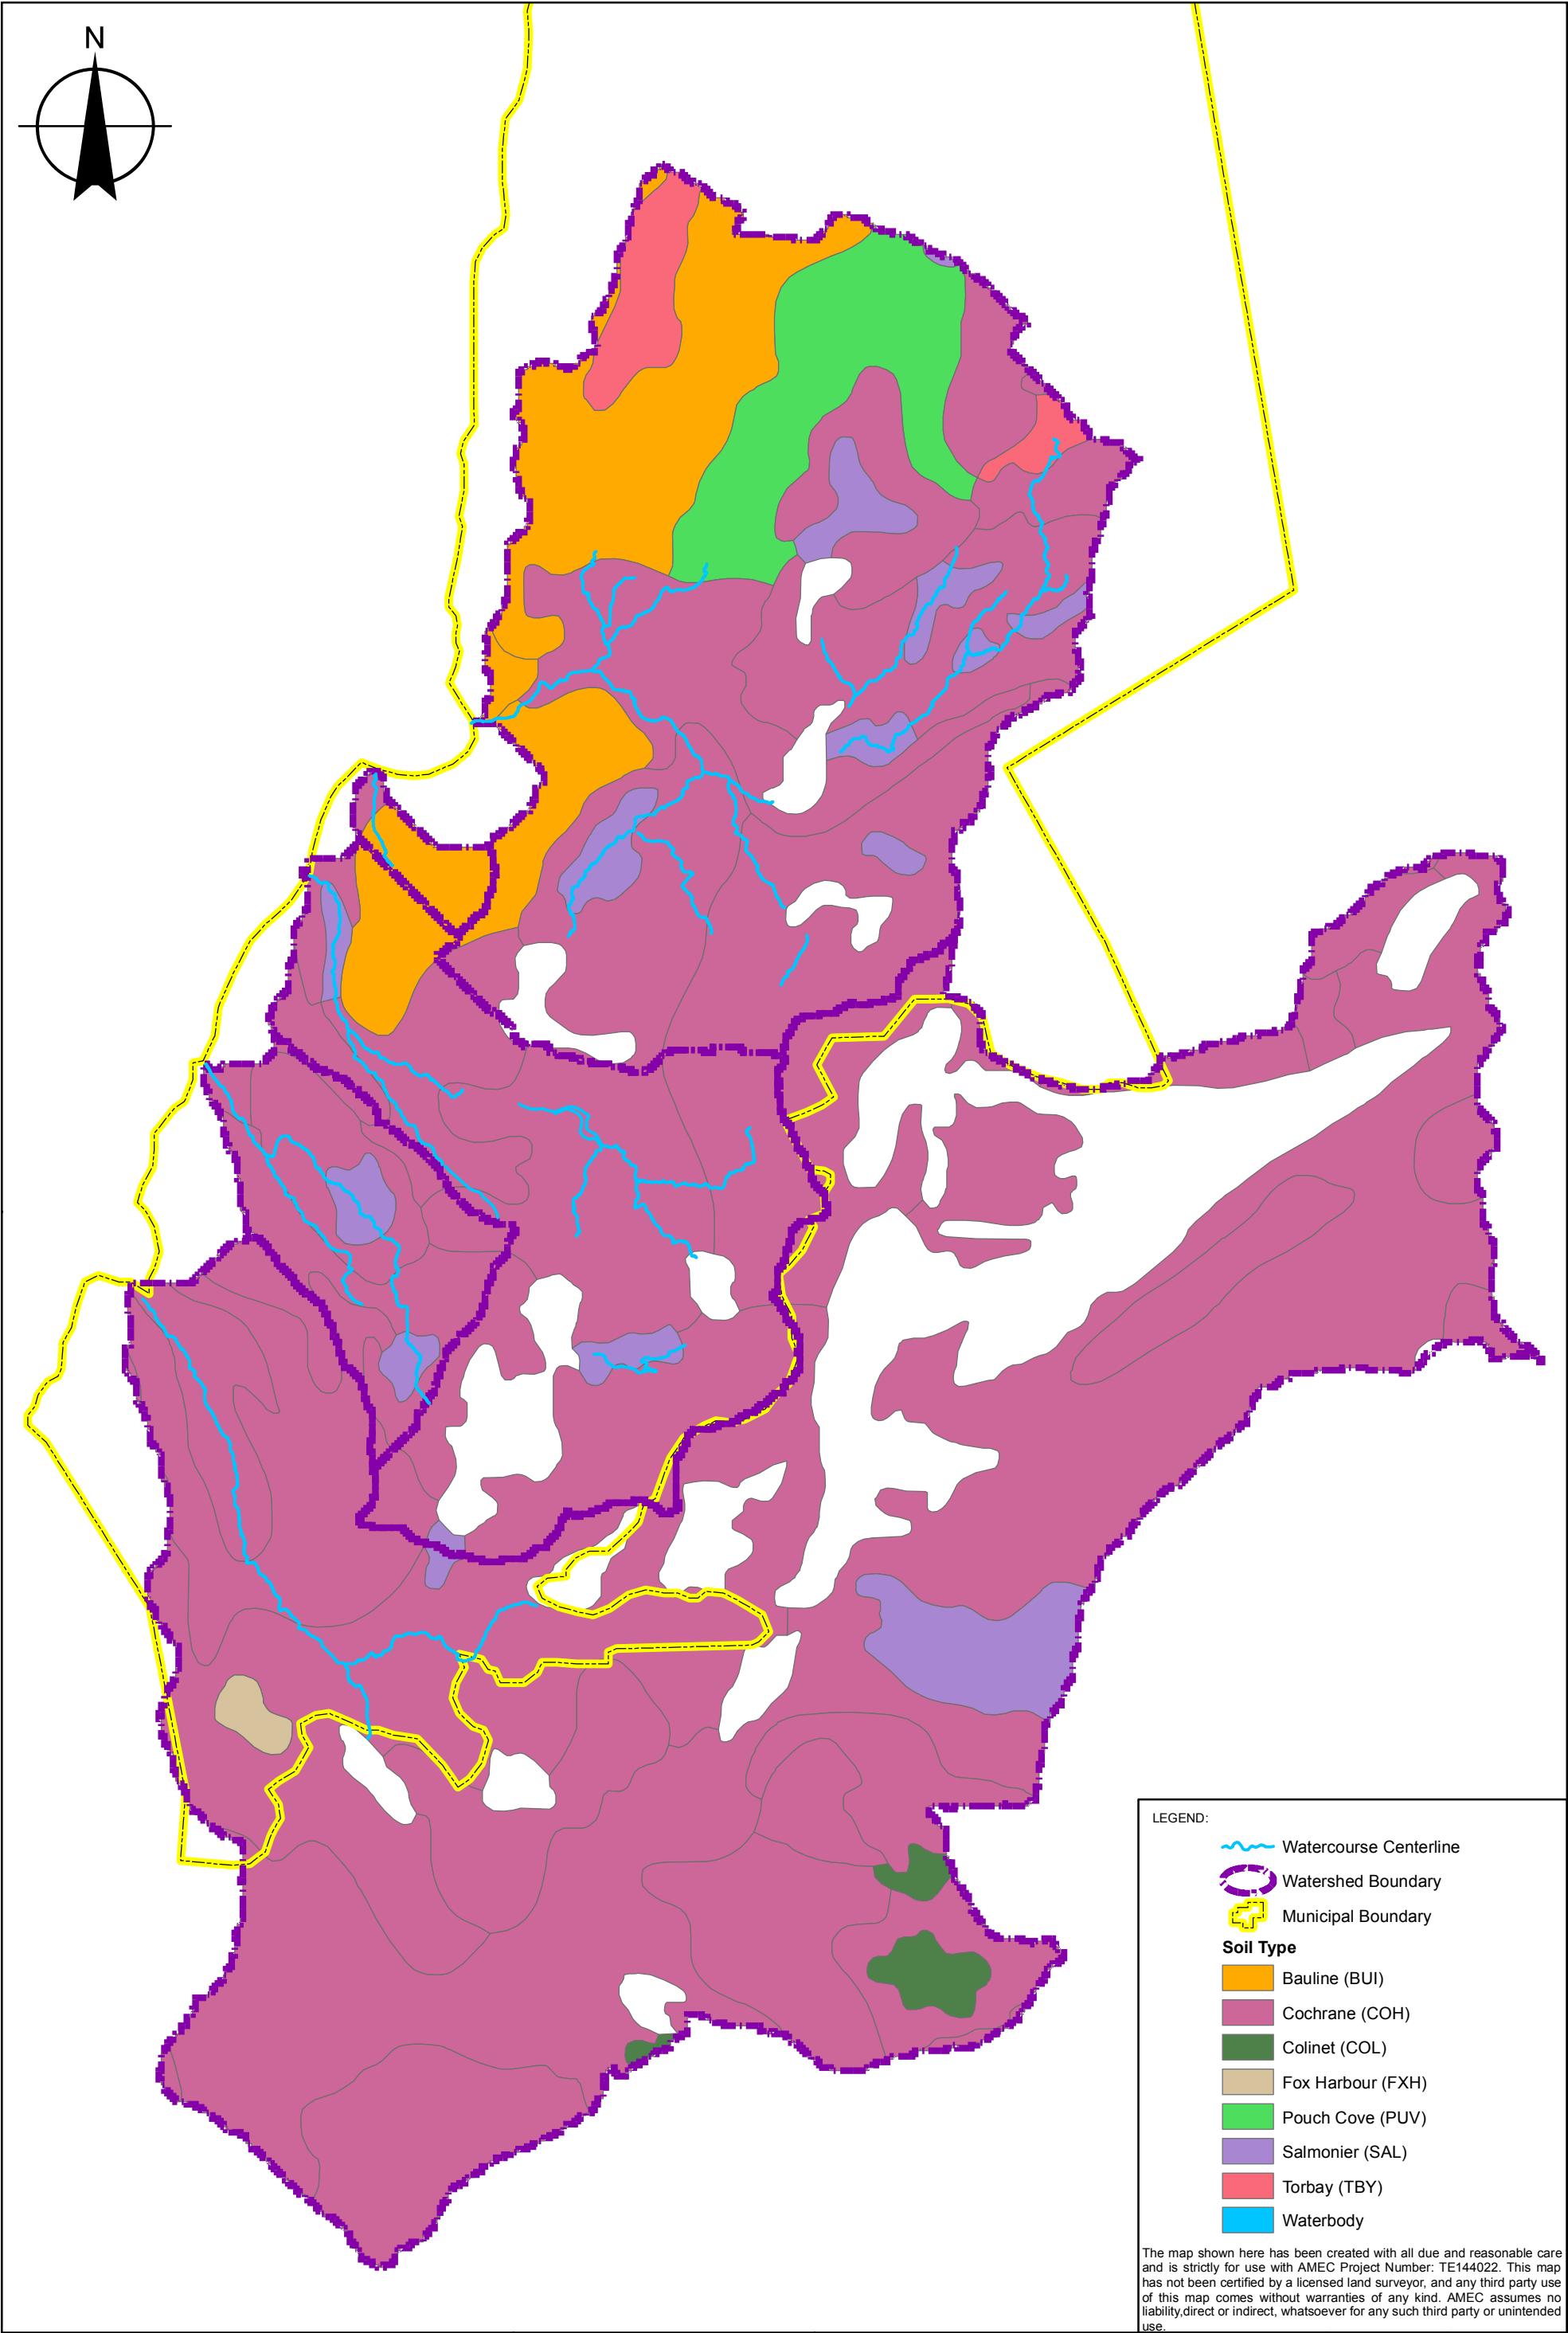 N
LEGEND:
Watercourse Centerline
Watershed Boundary
Municipal Boundary
Soil Type
Bauline (BUI)
Cochrane (COH)
Colinet (COL)
Fox Harbour (FXH)
Pouch Cove (PUV)
Salmonier (SAL)
Torbay (TBY)
Waterbody
The map shown here has been created with all due and reasonable care
and is strictly for use with AMEC Project Number: TE144022. This map
has not been certified by a licensed land surveyor, and any third party use
of this map comes without warranties of any kind. AMEC assumes no
liability,direct or indirect, whatsoever for any such third party or unintended
use.